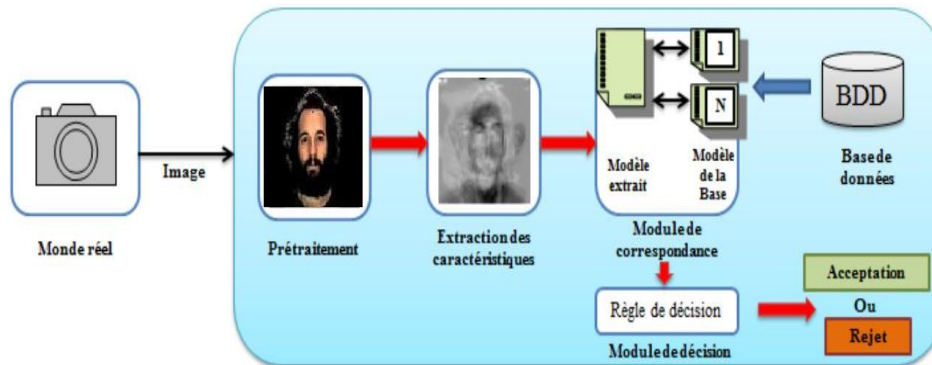 Monde réel
Image
Prétraitement
Extraction des
caractéristiques
Modèle
extrait
1
N
Modèle
de la
Base
Module de
correspondance
BDD
Base de
données
Règle de décision
Module de décision
Acceptation
Ou
Rejet